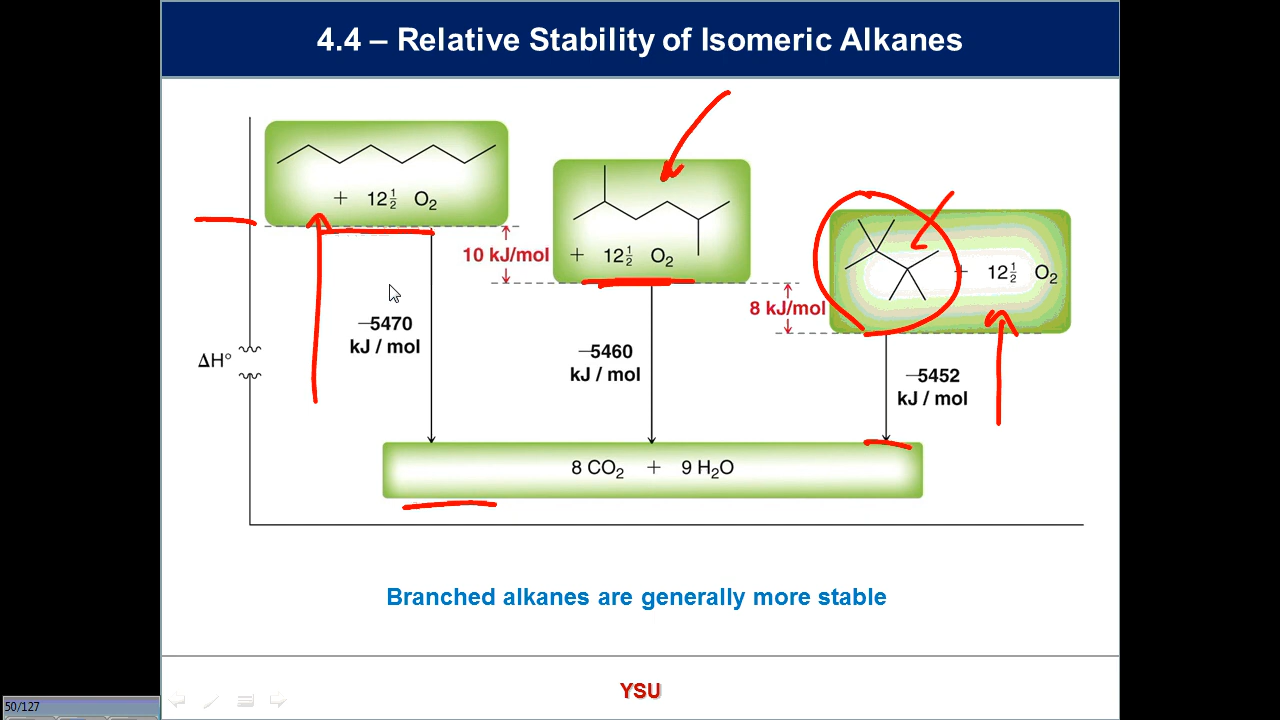 4.4 – Relative Stability of Isomeric Alkanes
+ 12½ O₂
10 kJ/mol
+ 12½ O₂
8 kJ/mol
+ 12½ O₂
–5470
kJ / mol
–5460
kJ / mol
–5452
kJ / mol
ΔH°
8 CO₂ + 9 H₂O
Branched alkanes are generally more stable
YSU
50/127